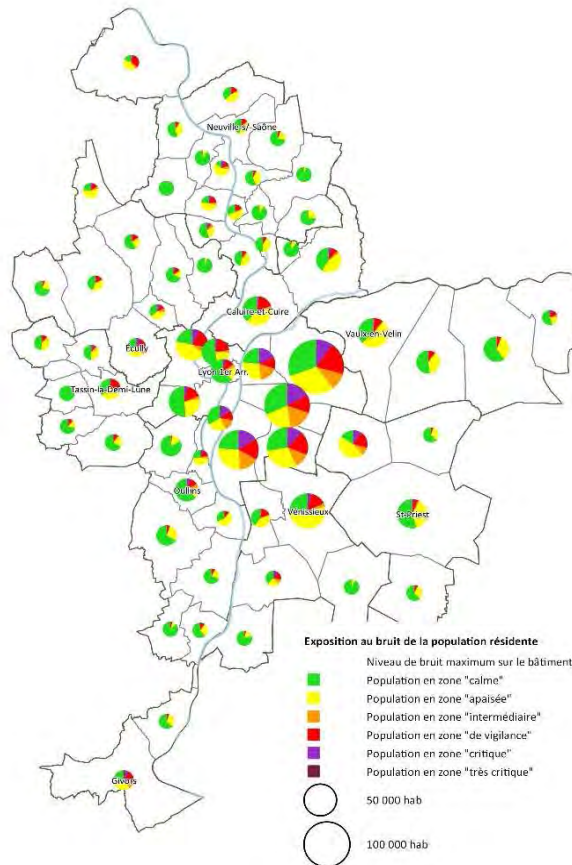 Neuville s/ Saône
Caluire-et-Cuire
Vaulx-en-Velin
Écully
Lyon 1er Arr.
Tassin-la-Demi-Lune
Oullins
Vénissieux
St-Priest
Givors
Exposition au bruit de la population résidente
Niveau de bruit maximum sur le bâtiment
Population en zone "calme"
Population en zone "apaisée"
Population en zone "intermédiaire"
Population en zone "de vigilance"
Population en zone "critique"
Population en zone "très critique"
50 000 hab
100 000 hab